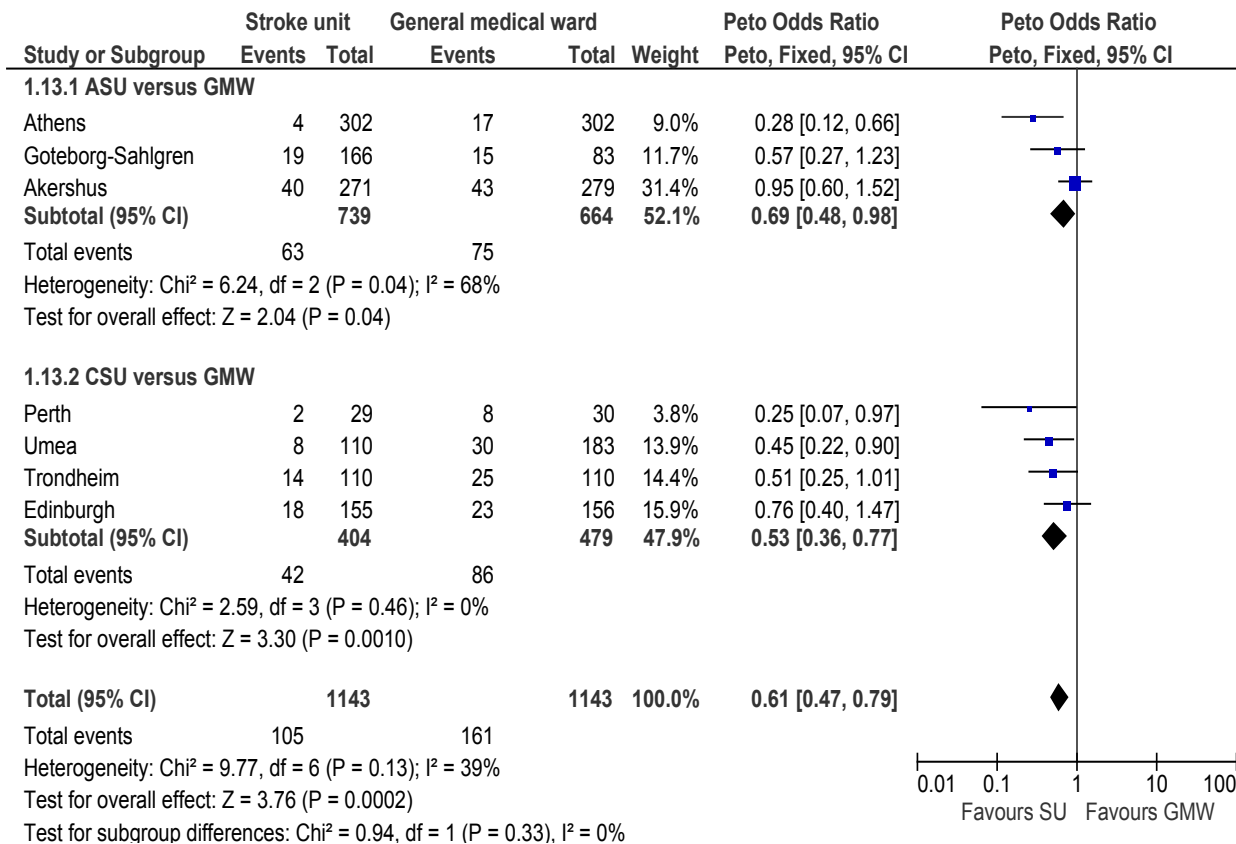 Stroke unit General medical ward Peto Odds Ratio Peto Odds Ratio
Study or Subgroup Events Total Events Total Weight Peto, Fixed, 95% CI Peto, Fixed, 95% CI
1.13.1 ASU versus GMW
Athens 4 302 17 302 9.0% 0.28 [0.12, 0.66]
Goteborg-Sahlgren 19 166 15 83 11.7% 0.57 [0.27, 1.23]
Akershus 40 271 43 279 31.4% 0.95 [0.60, 1.52]
Subtotal (95% CI) 739 664 52.1% 0.69 [0.48, 0.98]
Total events 63 75
Heterogeneity: Chi² = 6.24, df = 2 (P = 0.04); I² = 68%
Test for overall effect: Z = 2.04 (P = 0.04)
1.13.2 CSU versus GMW
Perth 2 29 8 30 3.8% 0.25 [0.07, 0.97]
Umea 8 110 30 183 13.9% 0.45 [0.22, 0.90]
Trondheim 14 110 25 110 14.4% 0.51 [0.25, 1.01]
Edinburgh 18 155 23 156 15.9% 0.76 [0.40, 1.47]
Subtotal (95% CI) 404 479 47.9% 0.53 [0.36, 0.77]
Total events 42 86
Heterogeneity: Chi² = 2.59, df = 3 (P = 0.46); I² = 0%
Test for overall effect: Z = 3.30 (P = 0.0010)
Total (95% CI) 1143 1143 100.0% 0.61 [0.47, 0.79]
Total events 105 161
Heterogeneity: Chi² = 9.77, df = 6 (P = 0.13); I² = 39%
Test for overall effect: Z = 3.76 (P = 0.0002)
Test for subgroup differences: Chi² = 0.94, df = 1 (P = 0.33), I² = 0%
0.01 0.1 1 10 100
Favours SU Favours GMW